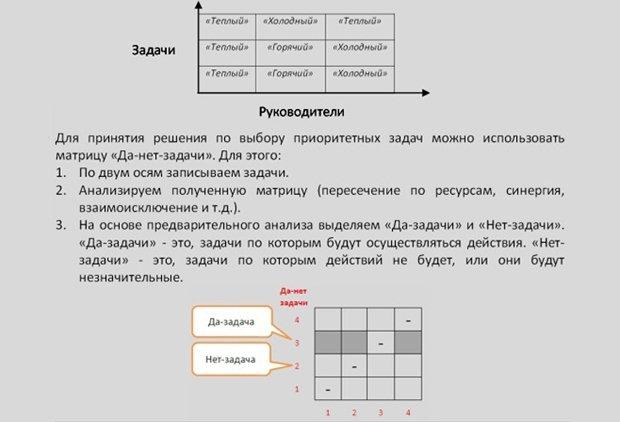 «Теплый» «Холодный» «Теплый»
Задачи «Теплый» «Горячий» «Холодный»
«Теплый» «Горячий» «Холодный»
Руководители
Для принятия решения по выбору приоритетных задач можно использовать
матрицу «Да-нет-задачи». Для этого:
1. По двум осям записываем задачи.
2. Анализируем полученную матрицу (пересечение по ресурсам, синергия,
взаимоисключение и т.д.).
3. На основе предварительного анализа выделяем «Да-задачи» и «Нет-задачи».
«Да-задачи» - это, задачи по которым будут осуществляться действия. «Нет-
задачи» - это, задачи по которым действий не будет, или они будут
незначительные.
Да-нет
задачи
4 -
Да-задача
3 -
Нет-задача
2 -
1 -
1 2 3 4